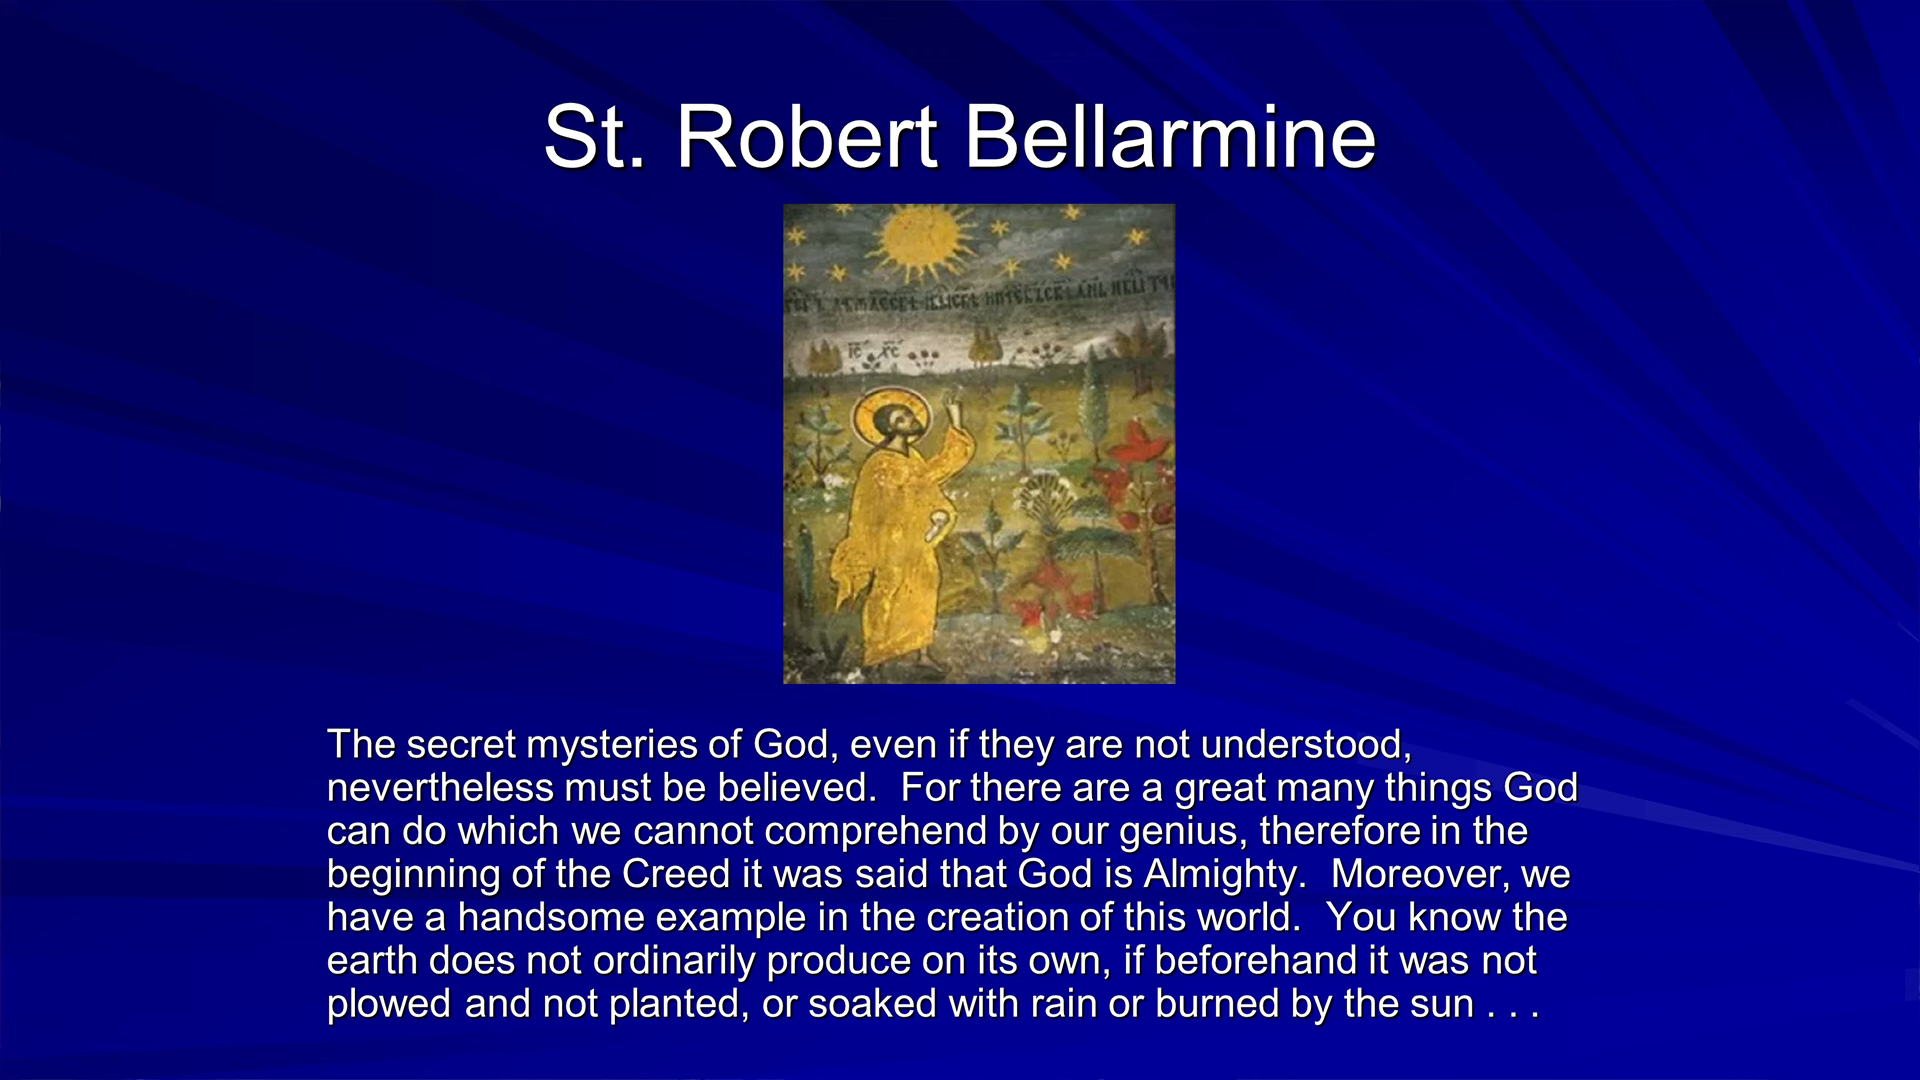 St. Robert Bellarmine
IC XC
The secret mysteries of God, even if they are not understood,
nevertheless must be believed.  For there are a great many things God
can do which we cannot comprehend by our genius, therefore in the
beginning of the Creed it was said that God is Almighty.  Moreover, we
have a handsome example in the creation of this world.  You know the
earth does not ordinarily produce on its own, if beforehand it was not
plowed and not planted, or soaked with rain or burned by the sun . . .